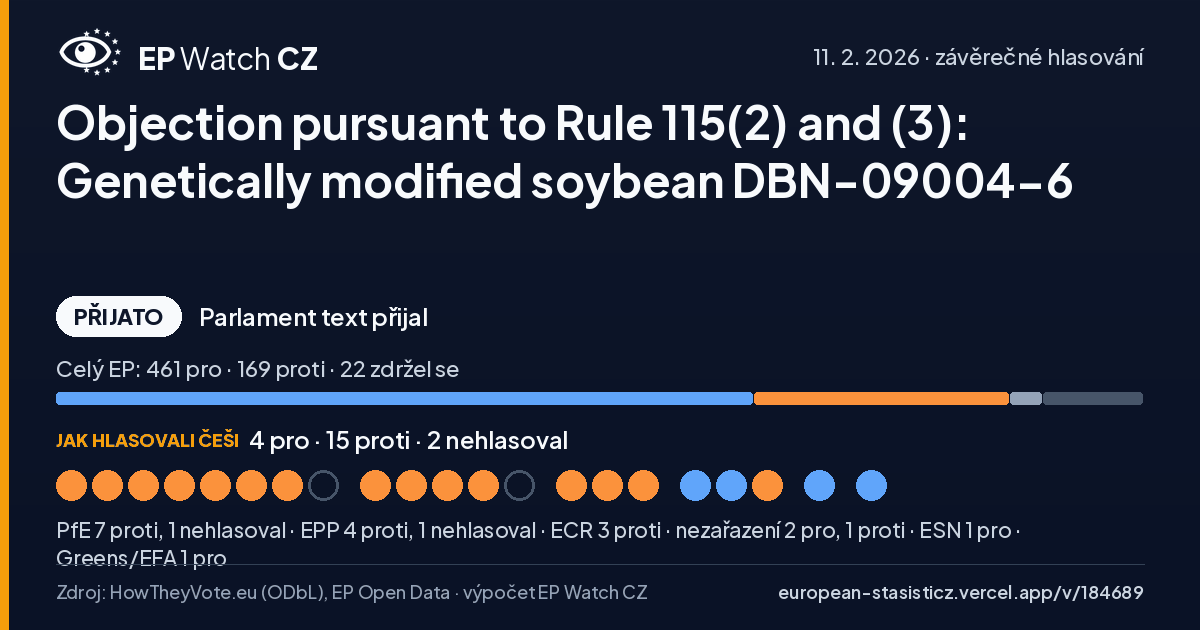 EP Watch CZ
11. 2. 2026 · závěrečné hlasování
Objection pursuant to Rule 115(2) and (3):
Genetically modified soybean DBN-09004-6
PŘIJATO Parlament text přijal
Celý EP: 461 pro · 169 proti · 22 zdržel se
JAK HLASOVALI ČEŠI 4 pro · 15 proti · 2 nehlasoval
PfE 7 proti, 1 nehlasoval · EPP 4 proti, 1 nehlasoval · ECR 3 proti · nezařazení 2 pro, 1 proti · ESN 1 pro ·
Greens/EFA 1 pro
Zdroj: HowTheyVote.eu (ODbL), EP Open Data · výpočet EP Watch CZ
european-stasisticz.vercel.app/v/184689